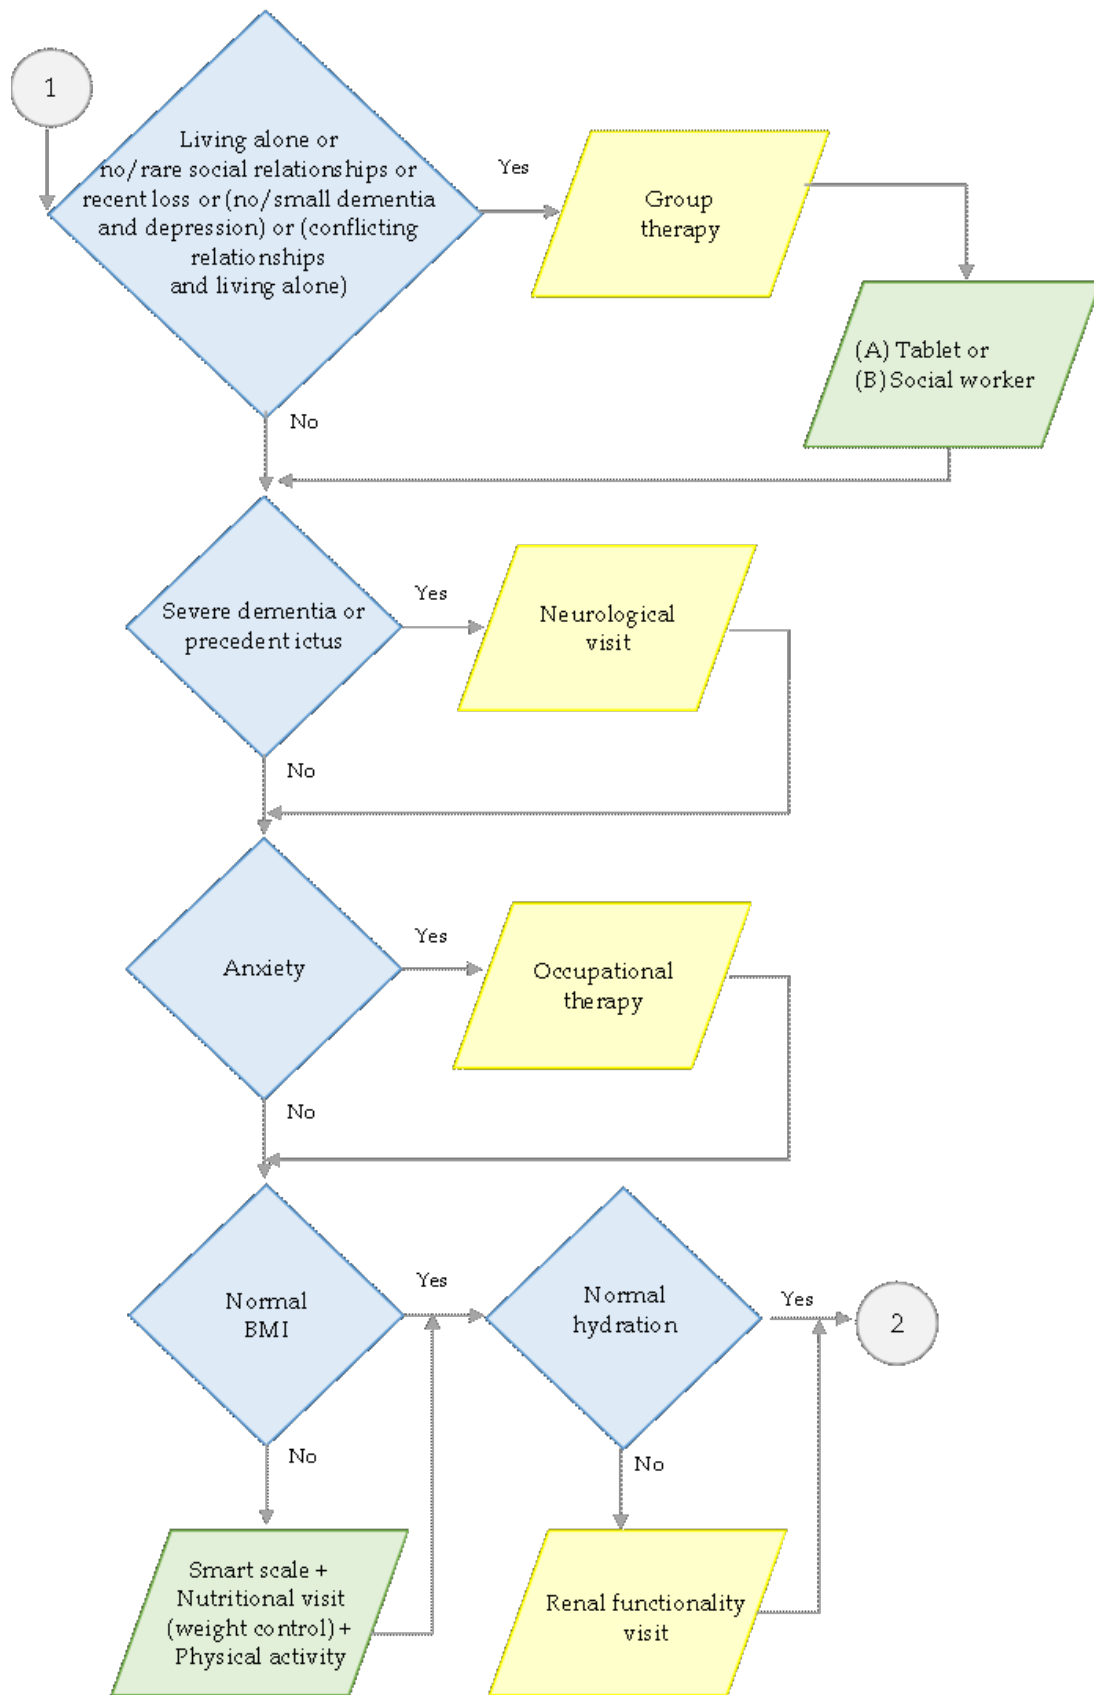 1
Living alone or
no/rare social relationships or
recent loss or (no/small dementia
and depression) or (conflicting
relationships
and living alone)
Yes
Group
therapy
(A) Tablet or
(B) Social worker
No
Severe dementia or
precedent ictus
Yes
Neurological
visit
No
Anxiety
Yes
Occupational
therapy
No
Normal
BMI
Yes
Normal
hydration
Yes
2
No
No
Smart scale +
Nutritional visit
(weight control) +
Physical activity
Renal functionality
visit